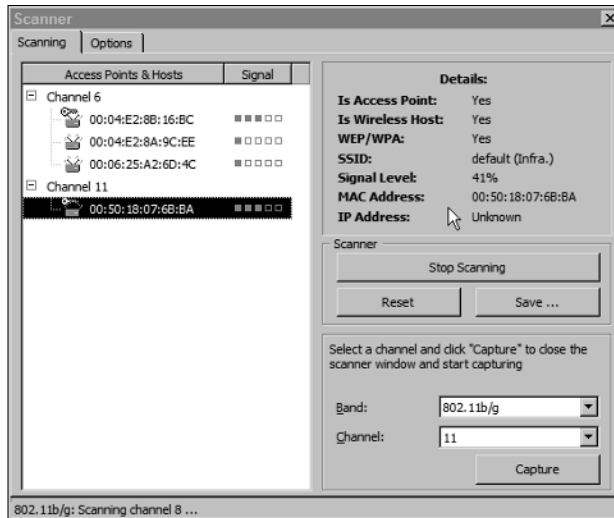 Scanner
Scanning Options
Access Points & Hosts Signal
Channel 6
00:04:E2:8B:16:BC
00:04:E2:8A:9C:EE
00:06:25:A2:6D:4C
Channel 11
00:50:18:07:6B:BA
Details:
Is Access Point: Yes
Is Wireless Host: Yes
WEP/WPA: Yes
SSID: default (Infra.)
Signal Level: 41%
MAC Address: 00:50:18:07:6B:BA
IP Address: Unknown
Scanner
Stop Scanning
Reset Save ...
Select a channel and click "Capture" to close the
scanner window and start capturing
Band: 802.11b/g
Channel: 11
Capture
802.11b/g: Scanning channel 8 ...